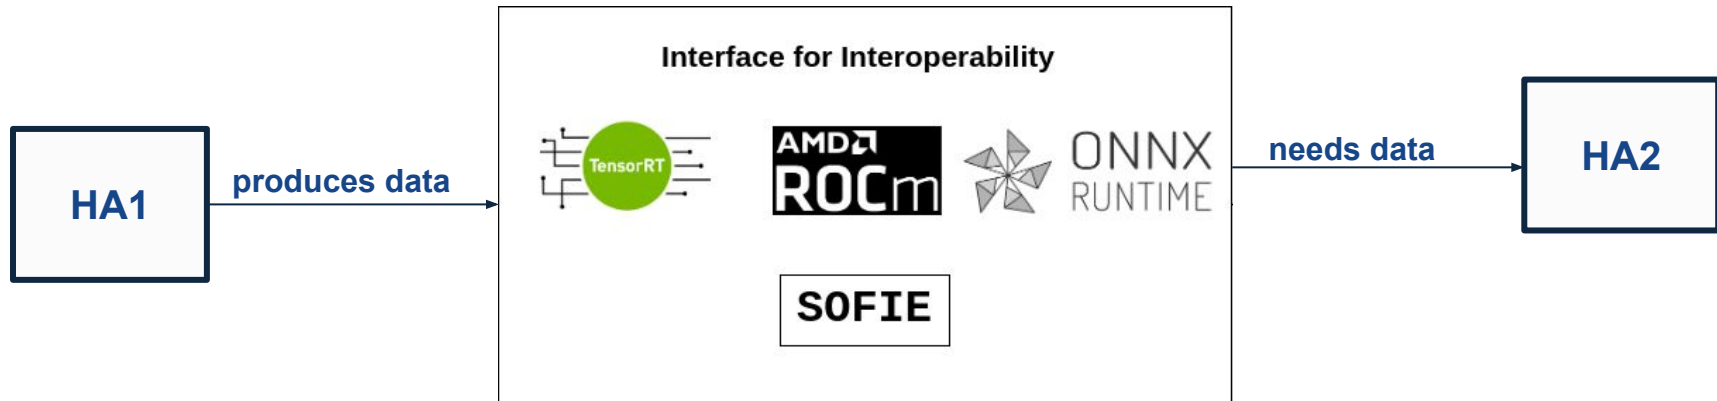 Interface for Interoperability
HA1
produces data
TensorRT
AMD
ROCm
ONNX
RUNTIME
needs data
HA2
SOFIE